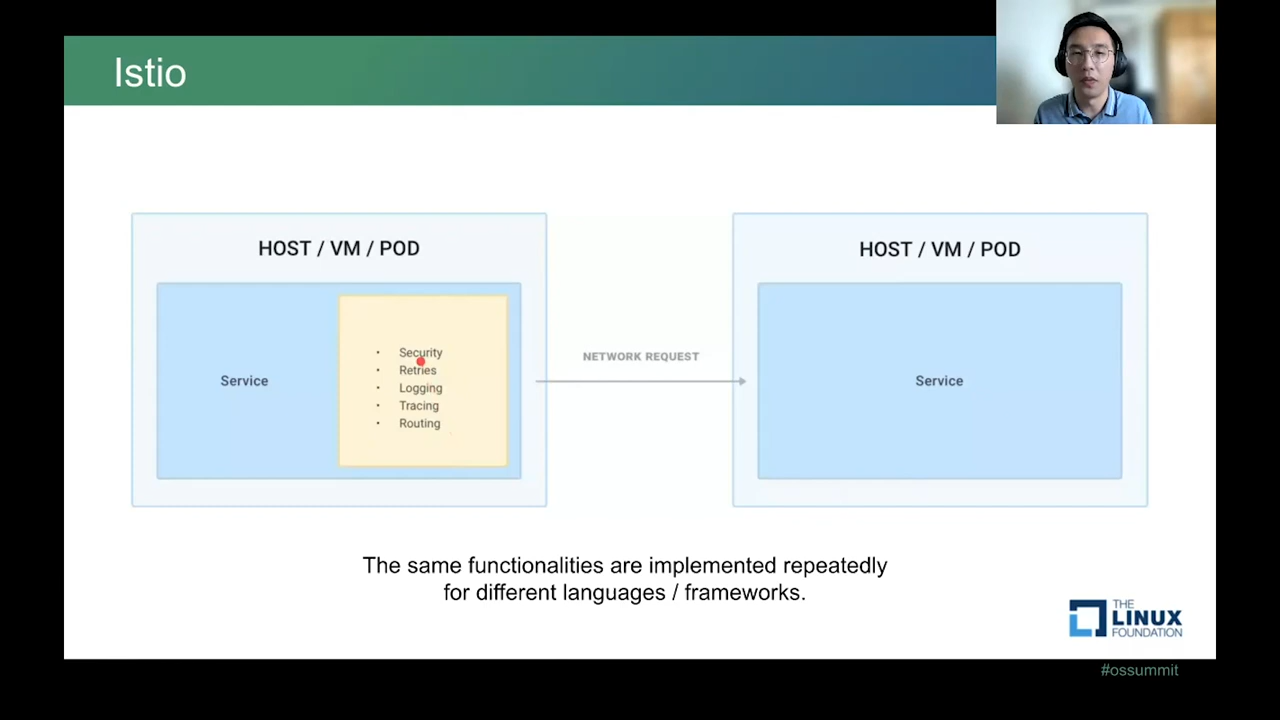 Istio
HOST / VM / POD
Service
• Security
• Retries
• Logging
• Tracing
• Routing
NETWORK REQUEST
HOST / VM / POD
Service
The same functionalities are implemented repeatedly
for different languages / frameworks.
THE
LINUX
FOUNDATION
#ossummit